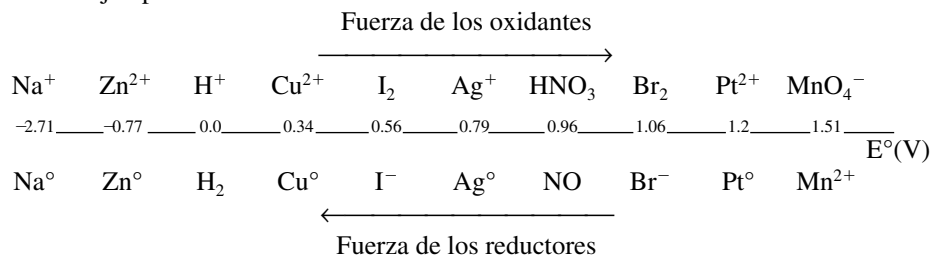 Fuerza de los oxidantes
Na⁺ Zn²⁺ H⁺ Cu²⁺ I₂ Ag⁺ HNO₃ Br₂ Pt²⁺ MnO₄⁻
−2.71 −0.77 0.0 0.34 0.56 0.79 0.96 1.06 1.2 1.51
E°(V)
Na° Zn° H₂ Cu° I⁻ Ag° NO Br⁻ Pt° Mn²⁺
Fuerza de los reductores